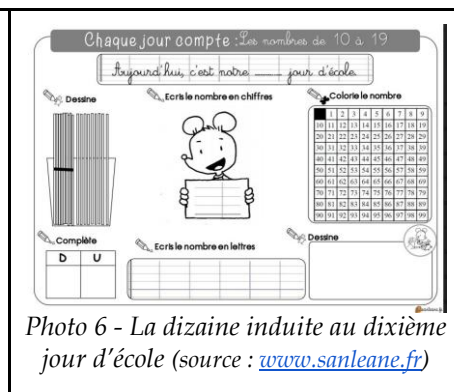 Chaque jour compte : Les nombres de 10 à 19
Aujourd'hui, c'est notre ____ jour d'école.
Dessine
Ecris le nombre en chiffres
Colorie le nombre
1 2 3 4 5 6 7 8 9
10 11 12 13 14 15 16 17 18 19
20 21 22 23 24 25 26 27 28 29
30 31 32 33 34 35 36 37 38 39
40 41 42 43 44 45 46 47 48 49
50 51 52 53 54 55 56 57 58 59
60 61 62 63 64 65 66 67 68 69
70 71 72 73 74 75 76 77 78 79
80 81 82 83 84 85 86 87 88 89
90 91 92 93 94 95 96 97 98 99
Complète
D U
Ecris le nombre en lettres
Dessine
Photo 6 - La dizaine induite au dixième
jour d'école (source : www.sanleane.fr)